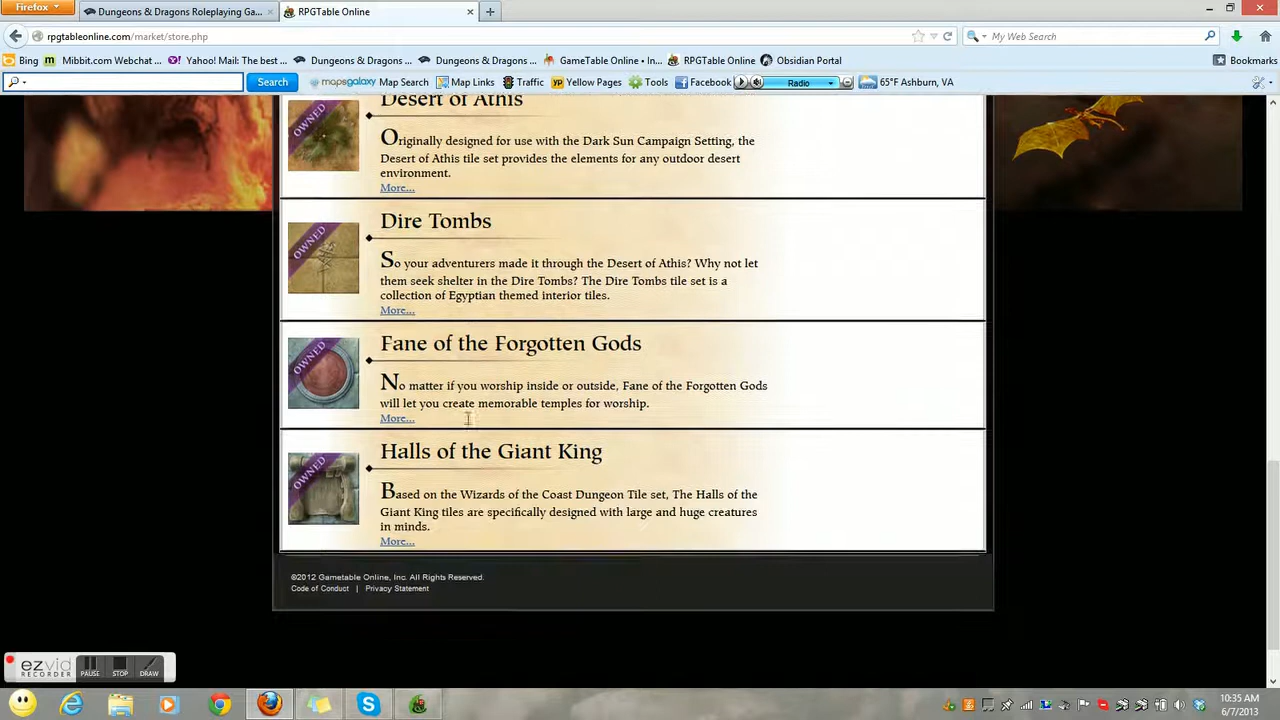 Firefox
Dungeons & Dragons Roleplaying Ga...
RPGTable Online
rpgtableonline.com/market/store.php
My Web Search
Bing
Mibbit.com Webchat ...
Yahoo! Mail: The best ...
Dungeons & Dragons ...
Dungeons & Dragons ...
GameTable Online • In...
RPGTable Online
Obsidian Portal
Bookmarks
Search
mapsgalaxy
Map Search
Map Links
Traffic
Yellow Pages
Tools
Facebook
Radio
65°F Ashburn, VA
Desert of Athis
OWNED
Originally designed for use with the Dark Sun Campaign Setting, the
Desert of Athis tile set provides the elements for any outdoor desert
environment.
More...
Dire Tombs
OWNED
So your adventurers made it through the Desert of Athis? Why not let
them seek shelter in the Dire Tombs? The Dire Tombs tile set is a
collection of Egyptian themed interior tiles.
More...
Fane of the Forgotten Gods
OWNED
No matter if you worship inside or outside, Fane of the Forgotten Gods
will let you create memorable temples for worship.
More...
Halls of the Giant King
OWNED
Based on the Wizards of the Coast Dungeon Tile set, The Halls of the
Giant King tiles are specifically designed with large and huge creatures
in minds.
More...
©2012 Gametable Online, Inc. All Rights Reserved.
Code of Conduct | Privacy Statement
ezvid
RECORDER
PAUSE
STOP
DRAW
10:35 AM
6/7/2013